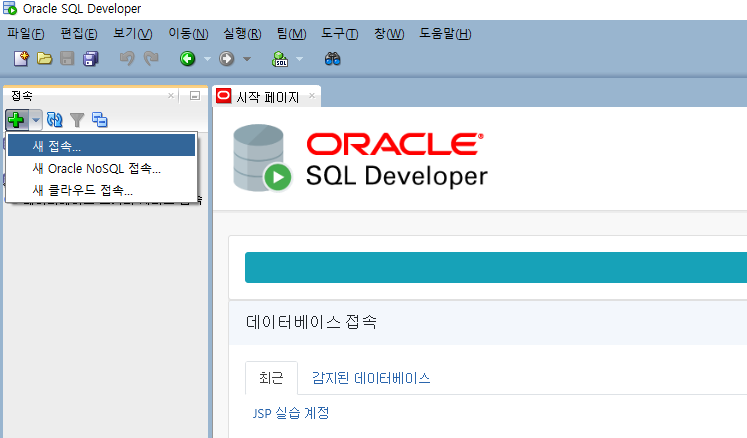 Oracle SQL Developer
파일(F) 편집(E) 보기(V) 이동(N) 실행(R) 팀(M) 도구(T) 창(W) 도움말(H)
SQL
접속
시작 페이지
새 접속...
새 Oracle NoSQL 접속...
새 클라우드 접속...
ORACLE
SQL Developer
데이터베이스 접속
최근 감지된 데이터베이스
JSP 실습 계정